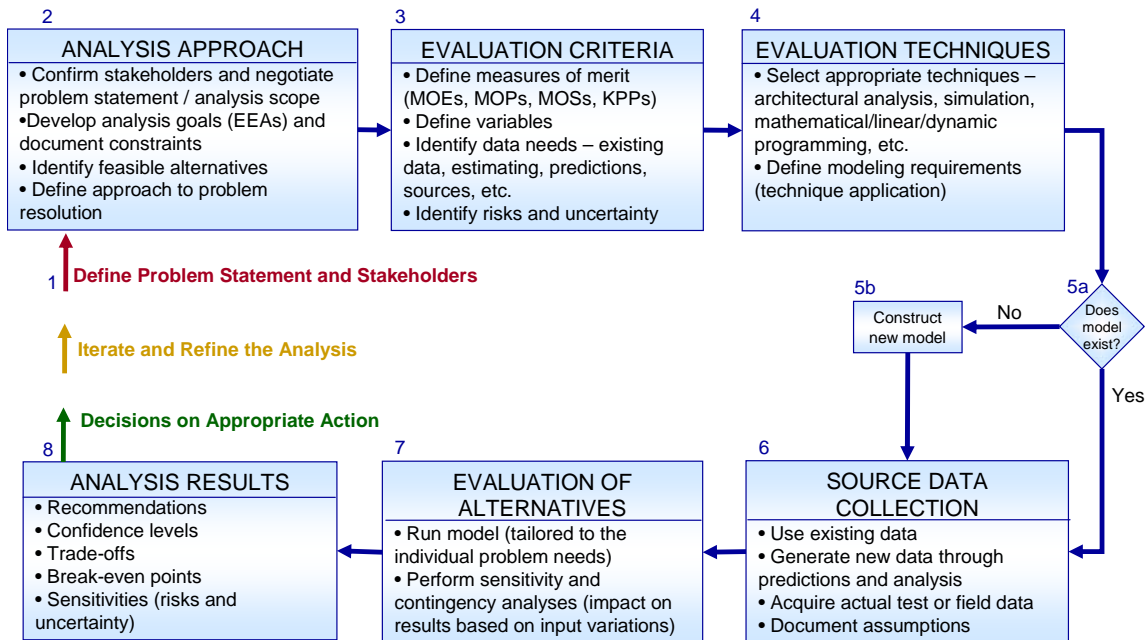 2
ANALYSIS APPROACH
• Confirm stakeholders and negotiate
problem statement / analysis scope
•Develop analysis goals (EEAs) and
document constraints
• Identify feasible alternatives
• Define approach to problem
resolution
3
EVALUATION CRITERIA
• Define measures of merit
(MOEs, MOPs, MOSs, KPPs)
• Define variables
• Identify data needs – existing
data, estimating, predictions,
sources, etc.
• Identify risks and uncertainty
4
EVALUATION TECHNIQUES
• Select appropriate techniques –
architectural analysis, simulation,
mathematical/linear/dynamic
programming, etc.
• Define modeling requirements
(technique application)
1
Define Problem Statement and Stakeholders
Iterate and Refine the Analysis
Decisions on Appropriate Action
5a
Does
model
exist?
No
Yes
5b
Construct
new model
6
SOURCE DATA
COLLECTION
• Use existing data
• Generate new data through
predictions and analysis
• Acquire actual test or field data
• Document assumptions
7
EVALUATION OF
ALTERNATIVES
• Run model (tailored to the
individual problem needs)
• Perform sensitivity and
contingency analyses (impact on
results based on input variations)
8
ANALYSIS RESULTS
• Recommendations
• Confidence levels
• Trade-offs
• Break-even points
• Sensitivities (risks and
uncertainty)